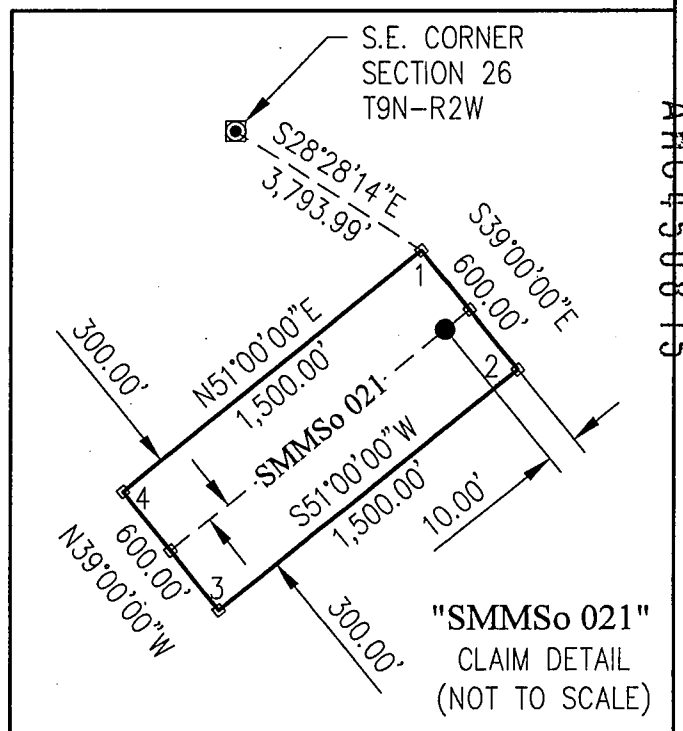 S.E. CORNER
SECTION 26
T9N-R2W
S28°28'14"E
3,793.99'
S39°00'00"E
600.00'
1
300.00'
N51°00'00"E
1,500.00'
2
SMMSo 021
S51°00'00"W
1,500.00'
10.00'
4
600.00'
N39°00'00"W
3
300.00'
"SMMSo 021"
CLAIM DETAIL
(NOT TO SCALE)